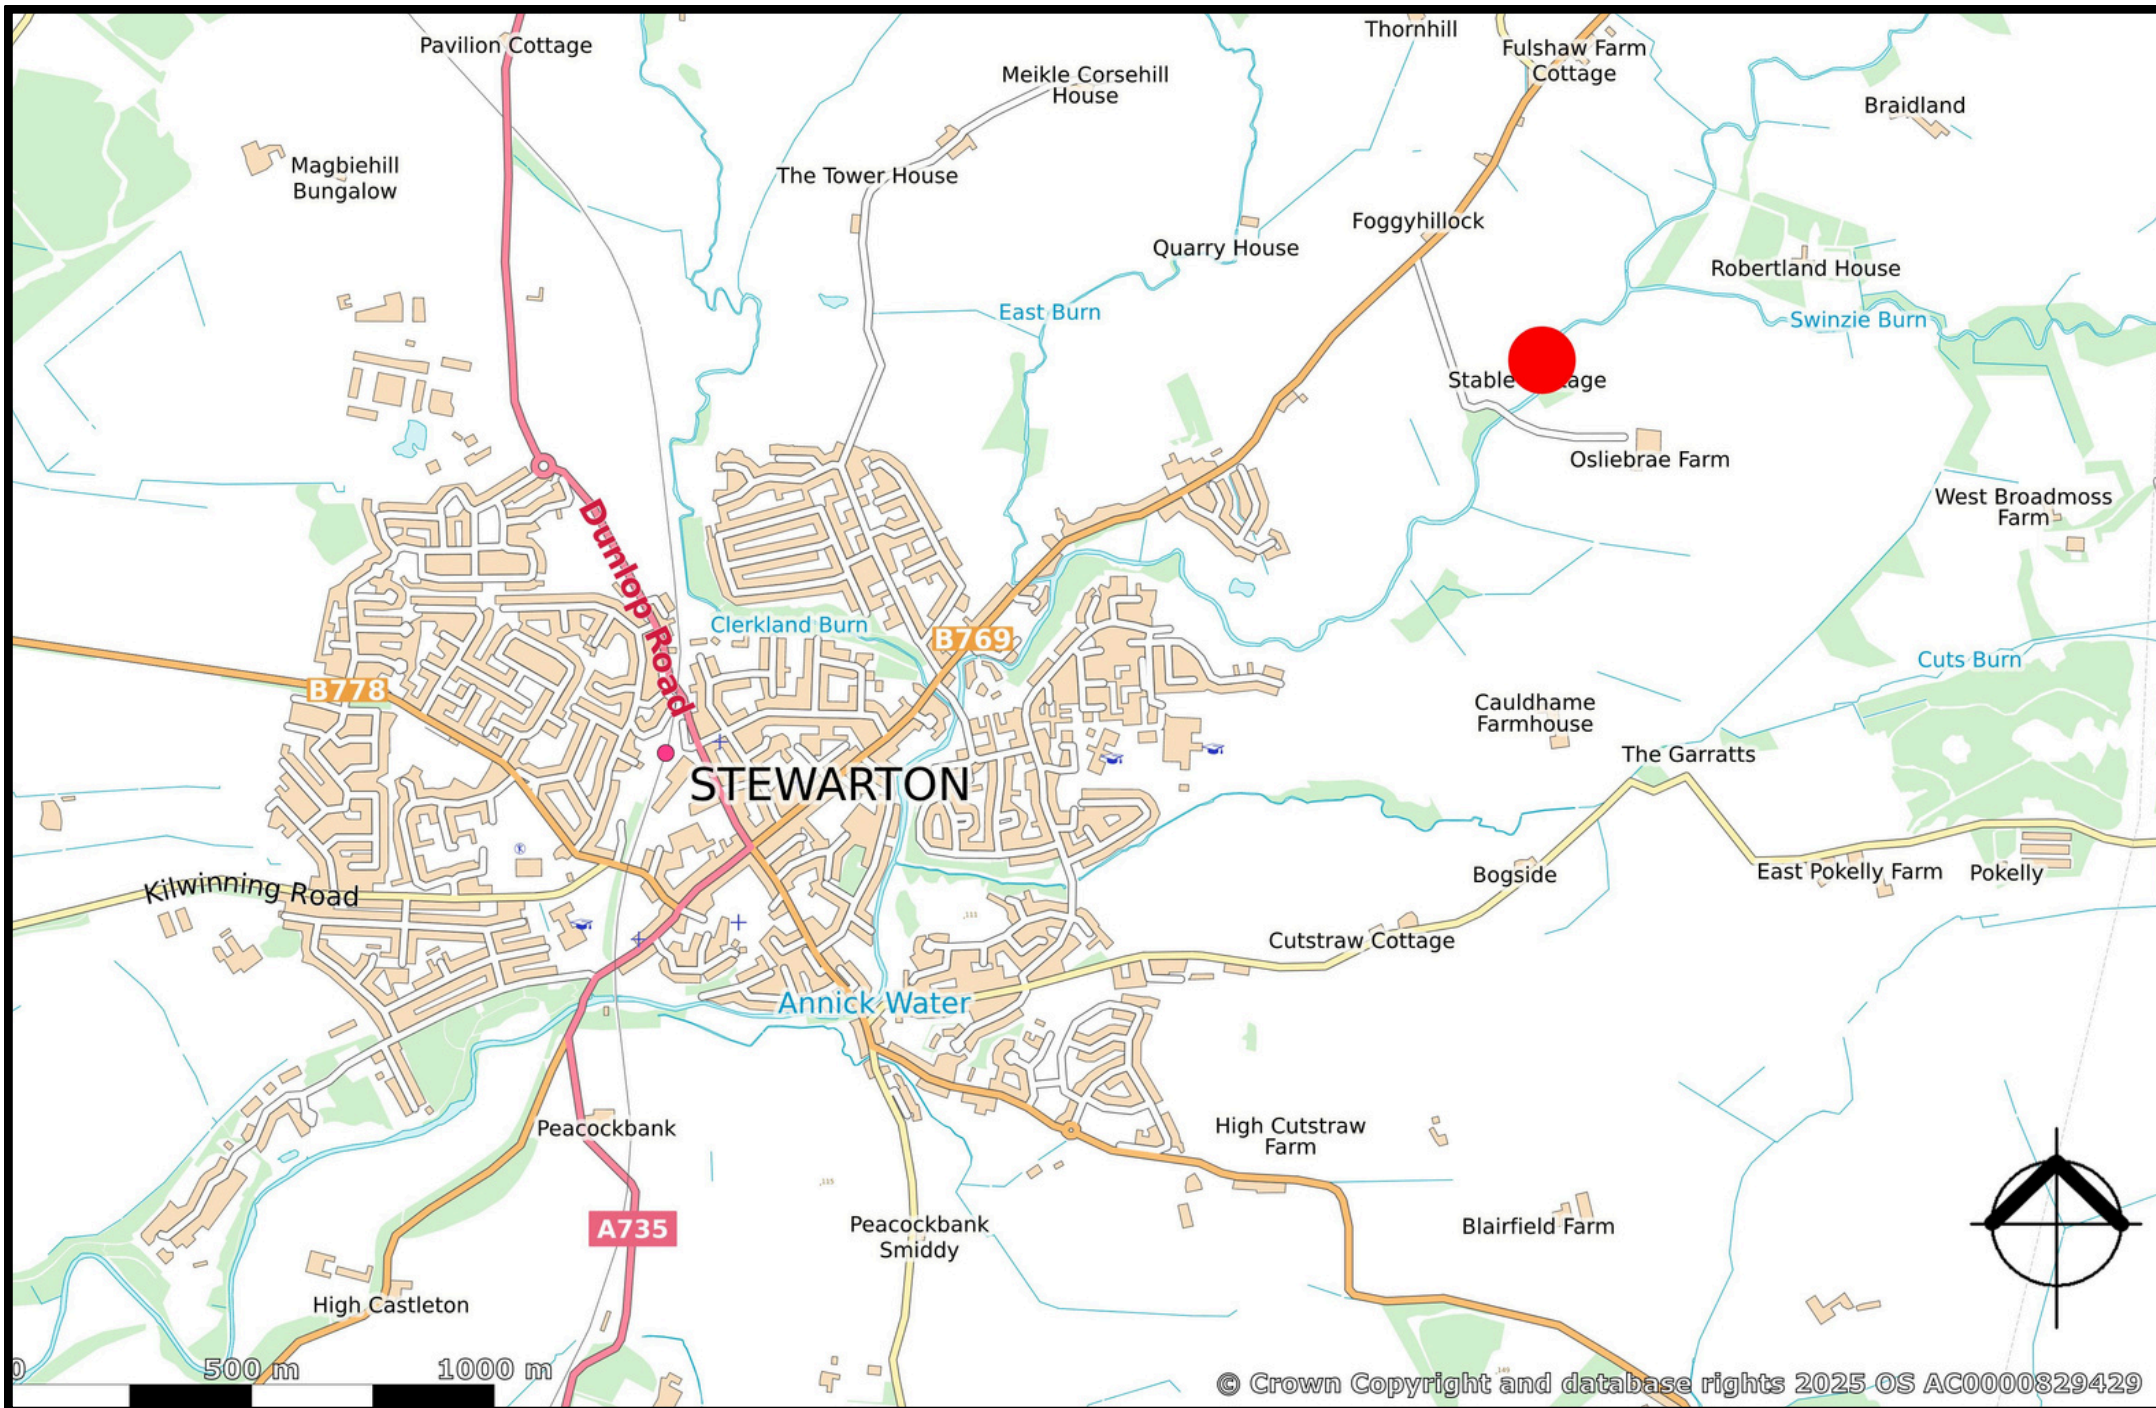 Pavilion Cottage
Thornhill
Fulshaw Farm
Cottage
Meikle Corsehill
House
Braidland
Magbiehill
Bungalow
The Tower House
Foggyhillock
Quarry House
Robertland House
East Burn
Swinzie Burn
Stable
age
Osliebrae Farm
West Broadmoss
Farm
Dunlop Road
Clerkland Burn
B769
Cuts Burn
B778
Cauldhame
Farmhouse
The Garratts
STEWARTON
Kilwinning Road
Bogside
East Pokelly Farm
Pokelly
111
Cutstraw Cottage
Annick Water
Peacockbank
High Cutstraw
Farm
115
A735
Peacockbank
Smiddy
Blairfield Farm
High Castleton
0 500 m 1000 m
149
© Crown Copyright and database rights 2025 OS AC0000829429